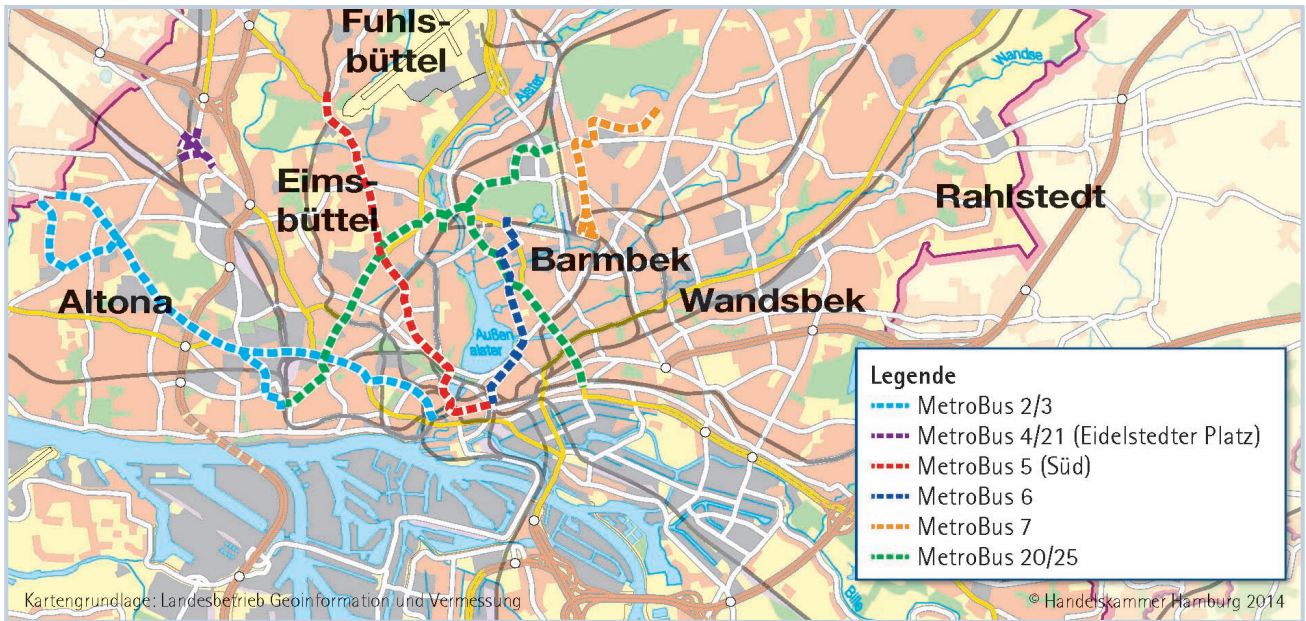 Fuhls-
büttel
Alster
Wandse
Eims-
büttel
Rahlstedt
Barmbek
Altona
Wandsbek
Außen
alster
Legende
MetroBus 2/3
MetroBus 4/21 (Eidelstedter Platz)
MetroBus 5 (Süd)
MetroBus 6
MetroBus 7
MetroBus 20/25
Bille
Kartengrundlage: Landesbetrieb Geoinformation und Vermessung
© Handelskammer Hamburg 2014